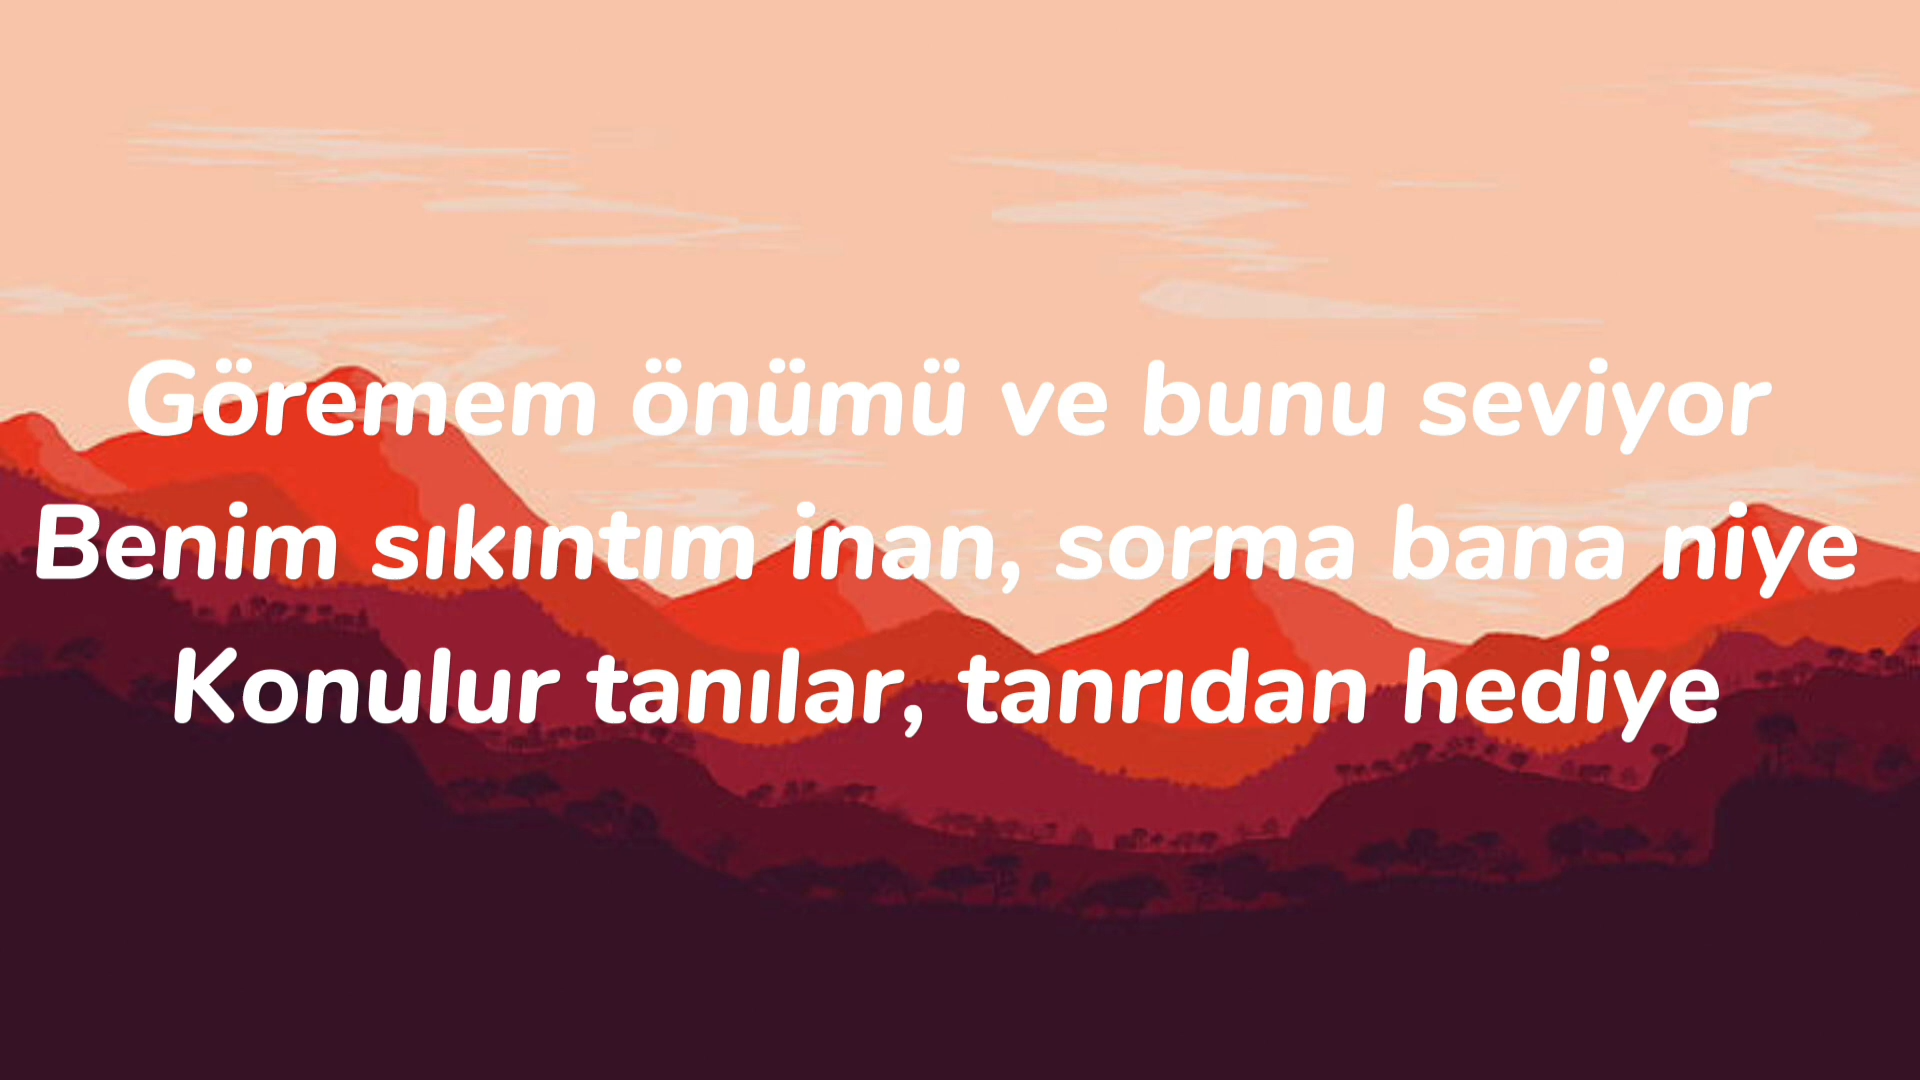 Göremem önümü ve bunu seviyor
Benim sıkıntım inan, sorma bana niye
Konulur tanılar, tanrıdan hediye